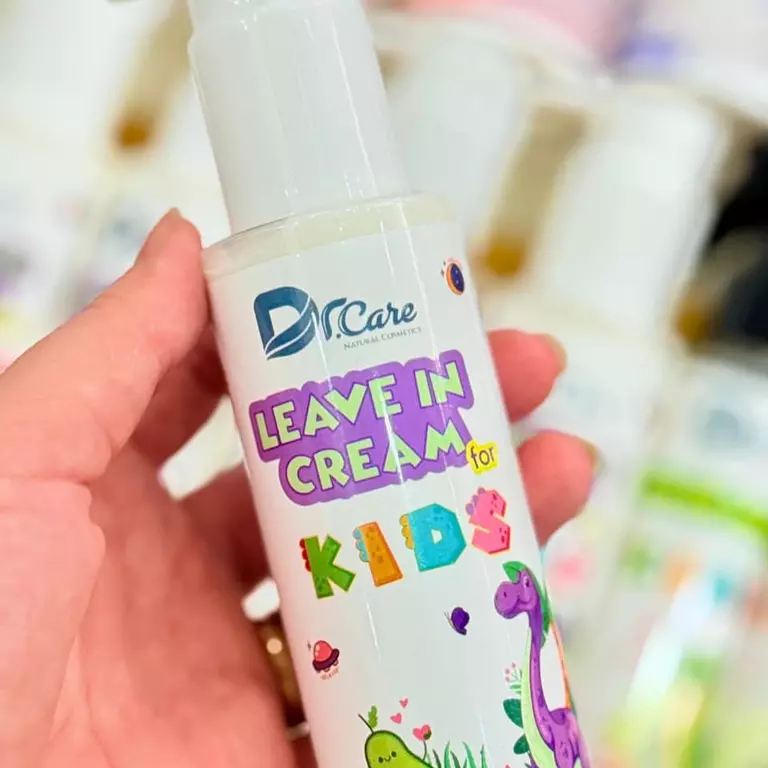 Dr. Care
NATURAL COSMETICS
LEAVE IN
CREAM for
KIDS